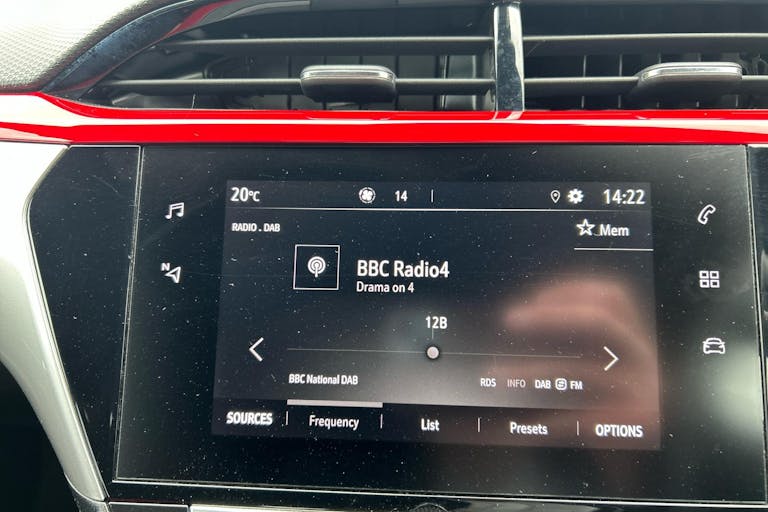 20°C 14 14:22
RADIO . DAB Mem
BBC Radio4
Drama on 4
12B
BBC National DAB RDS INFO DAB FM
SOURCES Frequency List Presets OPTIONS
N